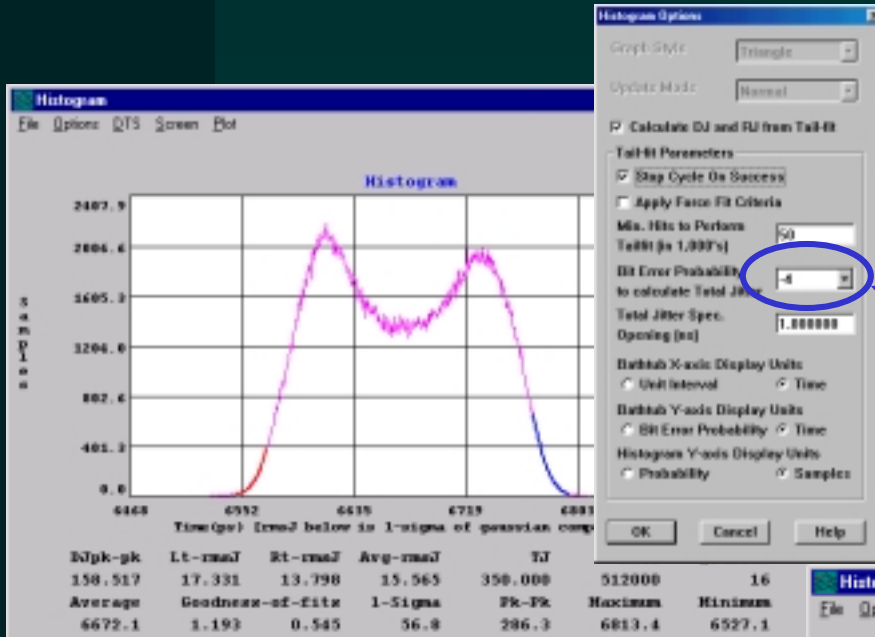 Histogram
File Options DTS Screen Plot
Histogram
Samples
2407.9
2006.6
1605.3
1204.0
802.6
401.3
0.0
6468 6552 6635 6719 6803
Time(ps) [rmsJ below is 1-sigma of gaussian comp
DJpk-pk Lt-rmsJ Rt-rmsJ Avg-rmsJ TJ
158.517 17.331 13.798 15.565 350.000 512000 16
Average Goodness-of-fits 1-Sigma Pk-Pk Maximum Minimum
6672.1 1.193 0.545 56.8 286.3 6813.4 6527.1
Histogram Options
Graph Style Triangle
Update Mode Normal
Calculate DJ and RJ from Tail-fit
Tail-fit Parameters
Stop Cycle On Success
Apply Force Fit Criteria
Min. Hits to Perform
Tailfit (in 1,000's) 50
Bit Error Probability
to calculate Total Jitter -4
Total Jitter Spec.
Opening (ns) 1.000000
Bathtub X-axis Display Units
Unit Interval Time
Bathtub Y-axis Display Units
Bit Error Probability Time
Histogram Y-axis Display Units
Probability Samples
OK Cancel Help
Hist
File